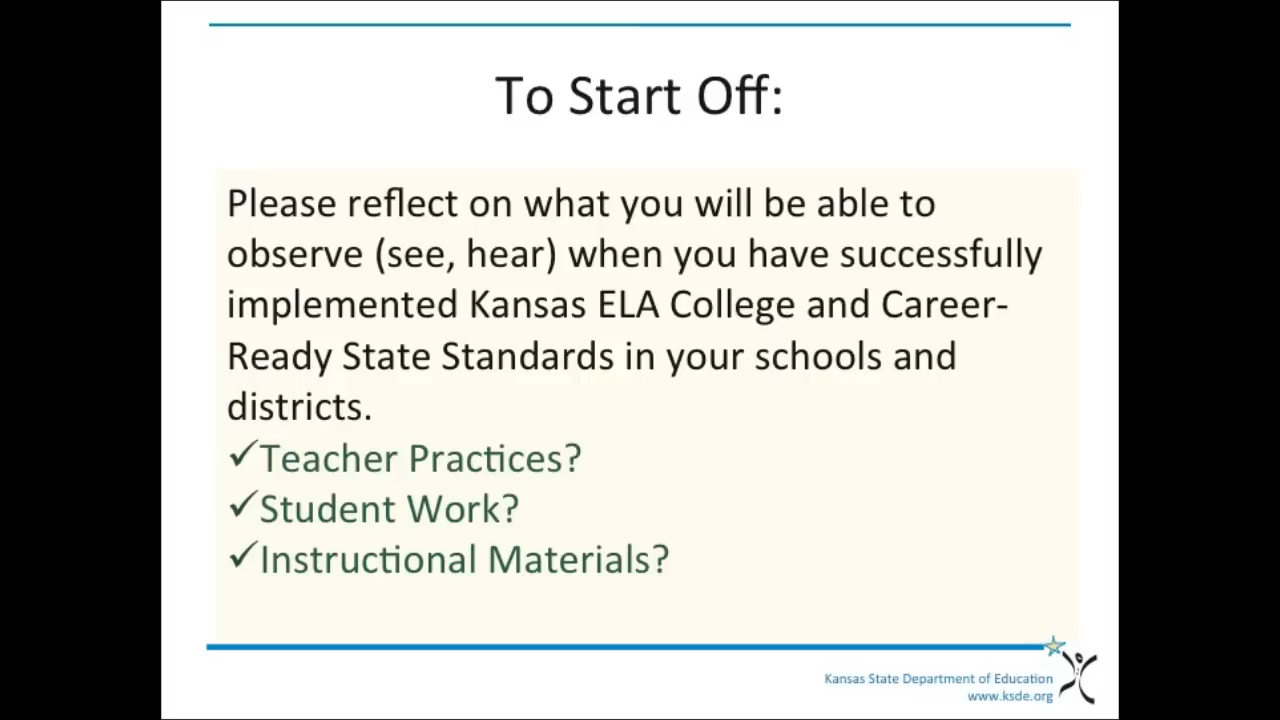 To Start Off:
Please reflect on what you will be able to
observe (see, hear) when you have successfully
implemented Kansas ELA College and Career-
Ready State Standards in your schools and
districts.
✓Teacher Practices?
✓Student Work?
✓Instructional Materials?
Kansas State Department of Education
www.ksde.org